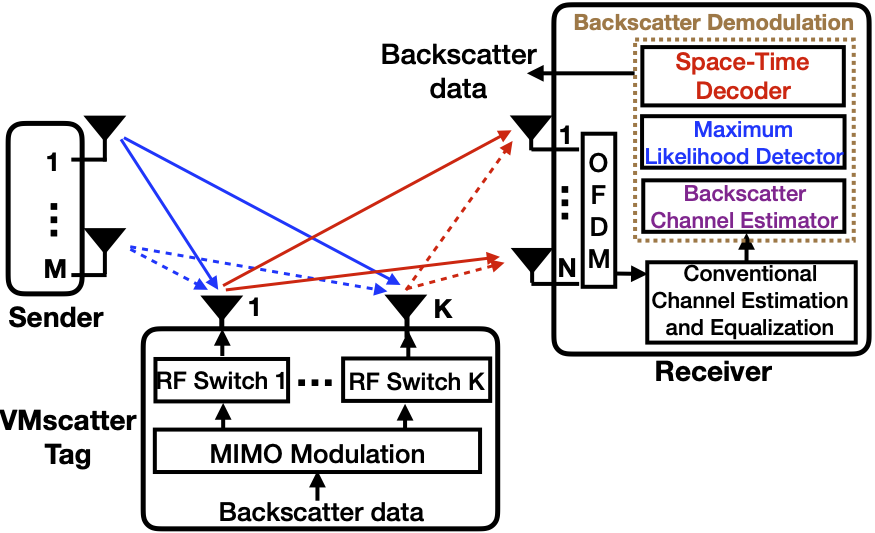 Backscatter Demodulation
Space-Time
Decoder
Maximum
Likelihood Detector
Backscatter
Channel Estimator
Conventional
Channel Estimation
and Equalization
Backscatter
data
1
N
OFDM
Receiver
1
M
Sender
1
K
RF Switch 1
RF Switch K
MIMO Modulation
Backscatter data
VMscatter
Tag